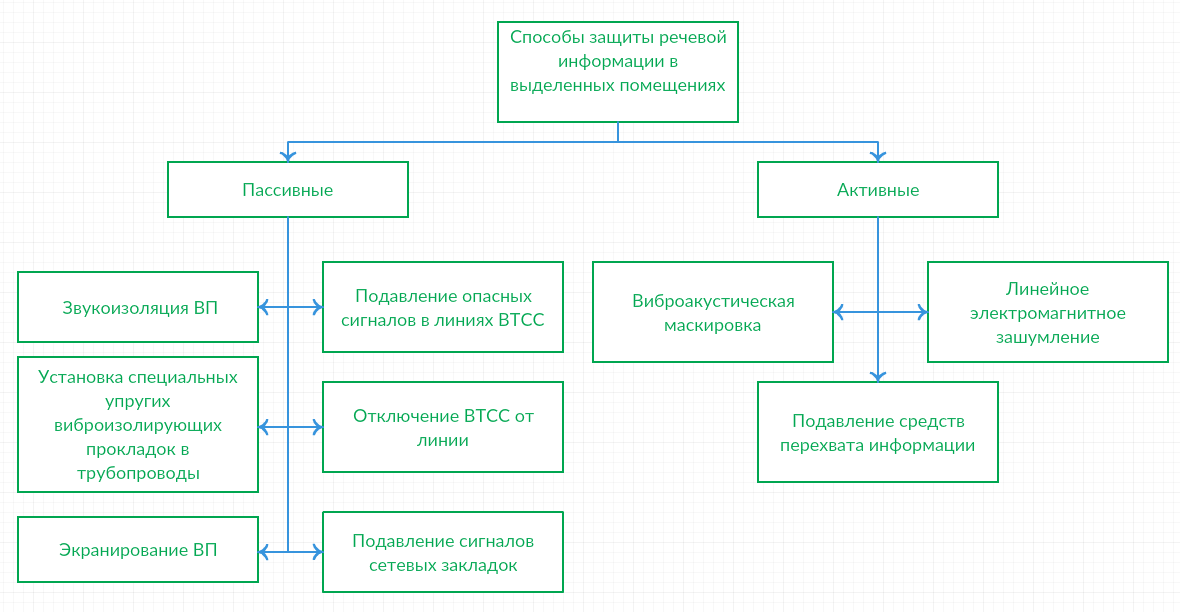 Способы защиты речевой
информации в
выделенных помещениях
Пассивные
Активные
Звукоизоляция ВП
Подавление опасных
сигналов в линиях ВТСС
Установка специальных
упругих
виброизолирующих
прокладок в
трубопроводы
Отключение ВТСС от
линии
Экранирование ВП
Подавление сигналов
сетевых закладок
Виброакустическая
маскировка
Линейное
электромагнитное
зашумление
Подавление средств
перехвата информации